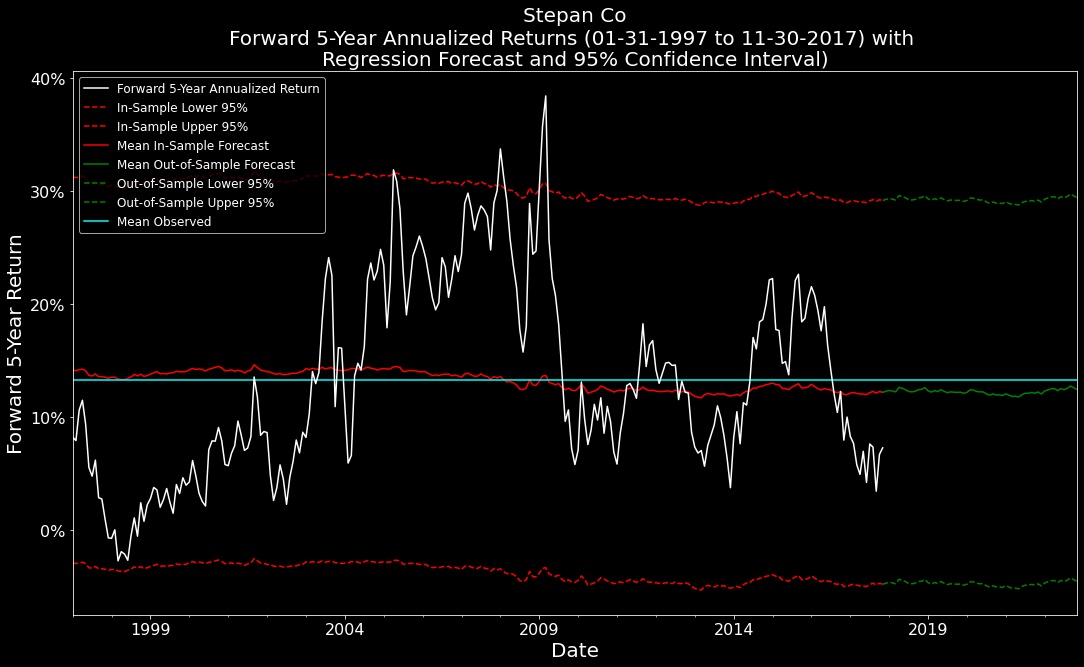 Stepan Co
Forward 5-Year Annualized Returns (01-31-1997 to 11-30-2017) with
Regression Forecast and 95% Confidence Interval)
Forward 5-Year Return
40%
30%
20%
10%
0%
Forward 5-Year Annualized Return
In-Sample Lower 95%
In-Sample Upper 95%
Mean In-Sample Forecast
Mean Out-of-Sample Forecast
Out-of-Sample Lower 95%
Out-of-Sample Upper 95%
Mean Observed
1999
2004
2009
2014
2019
Date